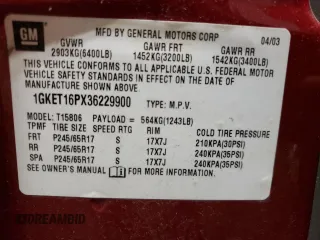 GM
MFD BY GENERAL MOTORS CORP 04/03
GVWR GAWR FRT GAWR RR
2903KG(6400LB) 1452KG(3200LB) 1542KG(3400LB)
THIS VEHICLE CONFORMS TO ALL APPLICABLE U.S. FEDERAL MOTOR
VEHICLE SAFETY STANDARDS IN EFFECT ON THE DATE OF
MANUFACTURE SHOWN ABOVE.
1GKET16PX36229900 TYPE: M.P.V.
MODEL: T15806 PAYLOAD = 564KG(1243LB)
TPMF TIRE SIZE SPEED RTG RIM COLD TIRE PRESSURE
FRT P245/65R17 S 17X7J 210KPA(30PSI)
RR P245/65R17 S 17X7J 240KPA(35PSI)
SPA P245/65R17 S 17X7J 240KPA(35PSI)
SEE OWNER'S MANUAL FOR MORE INFORMATION.